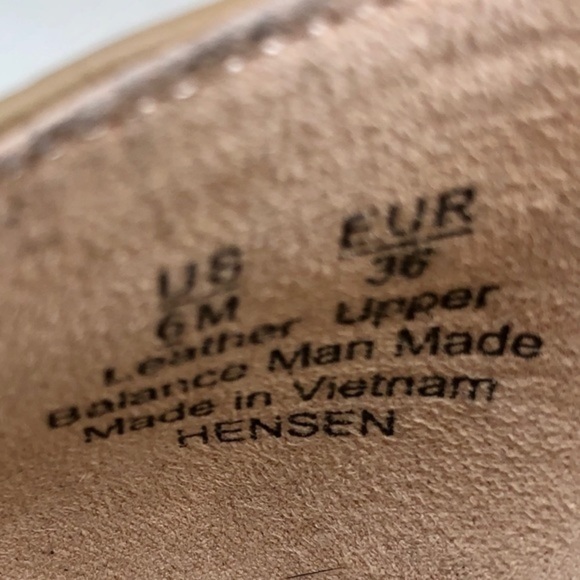 US EUR
6M 36
Leather Upper
Balance Man Made
Made in Vietnam
HENSEN